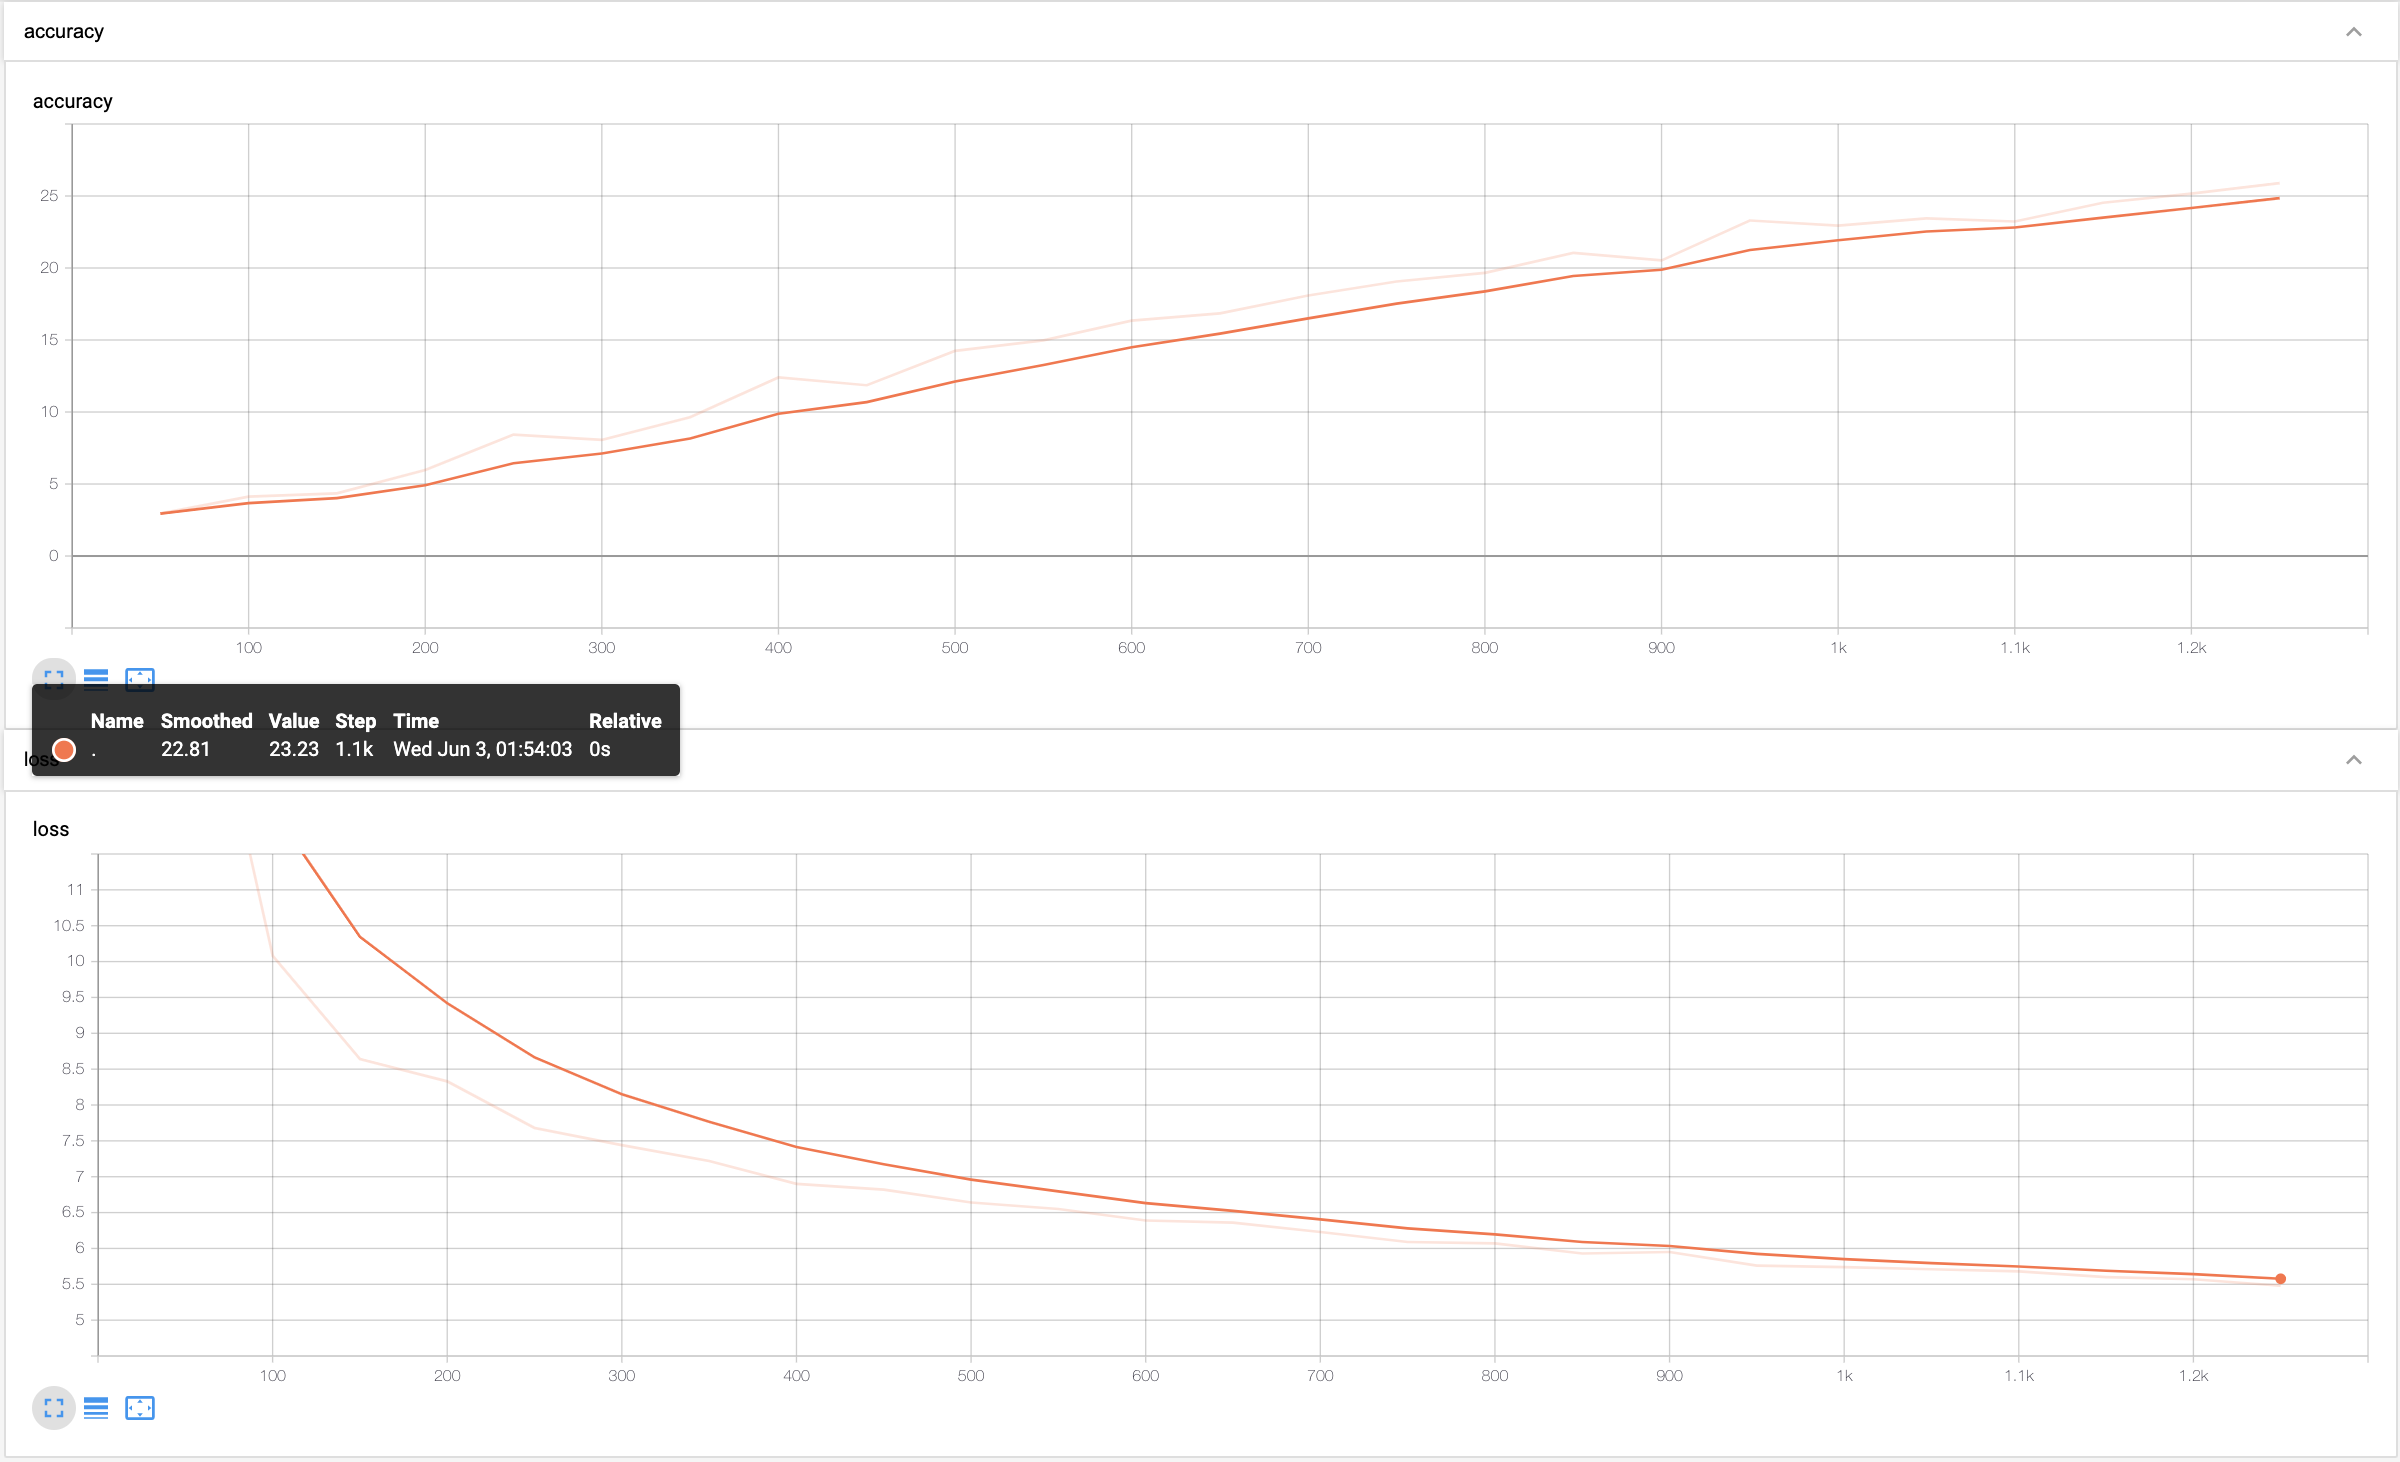 accuracy
accuracy
25
20
15
10
5
0
100 200 300 400 500 600 700 800 900 1k 1.1k 1.2k
Name Smoothed Value Step Time Relative
. 22.81 23.23 1.1k Wed Jun 3, 01:54:03 0s
loss
loss
11
10.5
10
9.5
9
8.5
8
7.5
7
6.5
6
5.5
5
100 200 300 400 500 600 700 800 900 1k 1.1k 1.2k